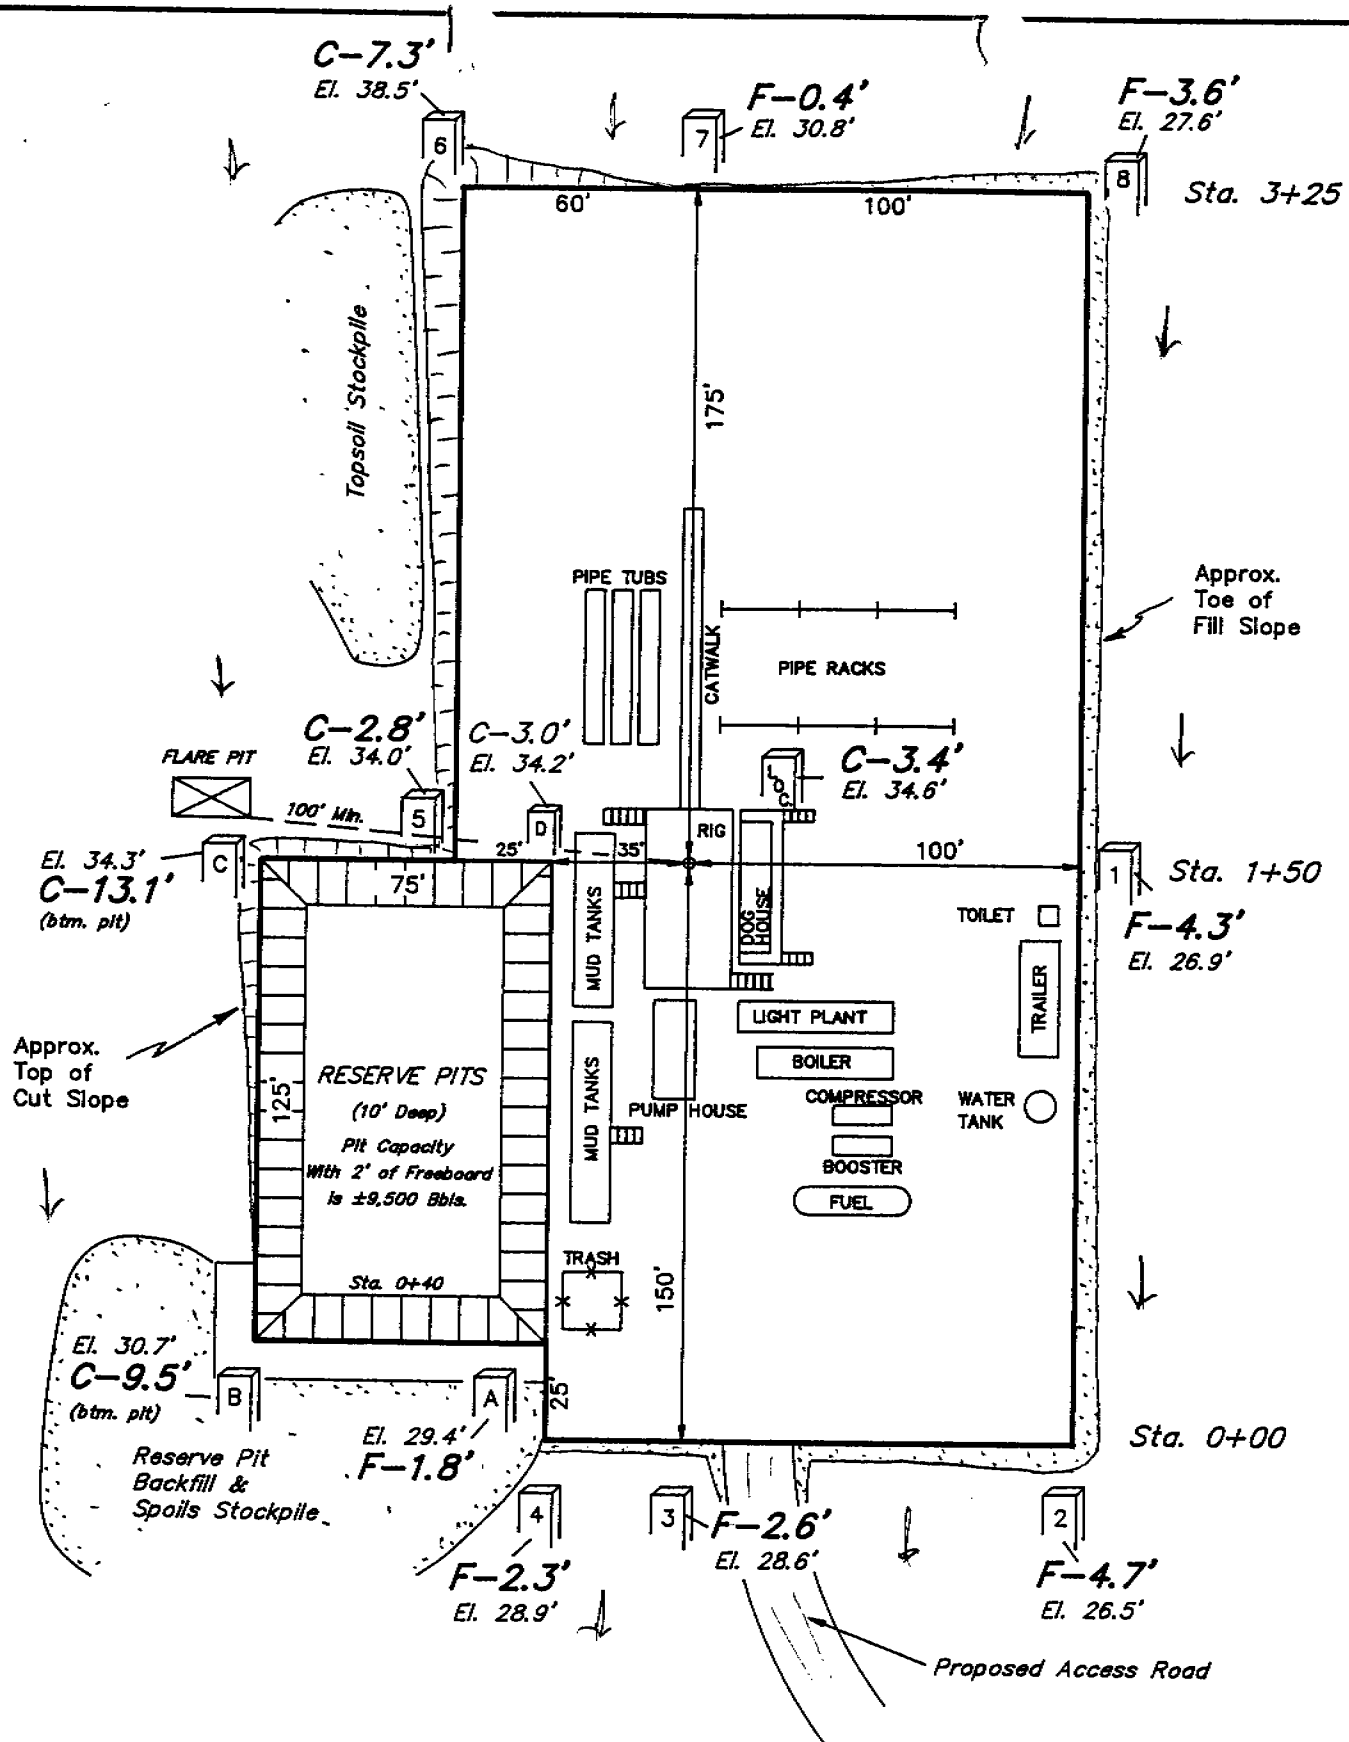 C-7.3'
El. 38.5'
F-0.4'
El. 30.8'
F-3.6'
El. 27.6'
6
7
8
Sta. 3+25
60'
100'
Topsoil Stockpile
175'
PIPE TUBS
CATWALK
PIPE RACKS
Approx.
Toe of
Fill Slope
C-2.8'
El. 34.0'
C-3.0'
El. 34.2'
C-3.4'
El. 34.6'
FLARE PIT
100' Min.
5
D
LOC.
RIG
El. 34.3'
C-13.1'
(btm. pit)
C
25'
35'
100'
1
Sta. 1+50
75'
MUD TANKS
DOG
HOUSE
TOILET
F-4.3'
El. 26.9'
TRAILER
LIGHT PLANT
Approx.
Top of
Cut Slope
BOILER
125'
RESERVE PITS
(10' Deep)
Pit Capacity
With 2' of Freeboard
is ±9,500 Bbls.
MUD TANKS
PUMP HOUSE
COMPRESSOR
WATER
TANK
BOOSTER
FUEL
TRASH
Sta. 0+40
150'
El. 30.7'
C-9.5'
(btm. pit)
B
A
25'
El. 29.4'
F-1.8'
Sta. 0+00
Reserve Pit
Backfill &
Spoils Stockpile
4
3
2
F-2.3'
El. 28.9'
F-2.6'
El. 28.6'
F-4.7'
El. 26.5'
Proposed Access Road